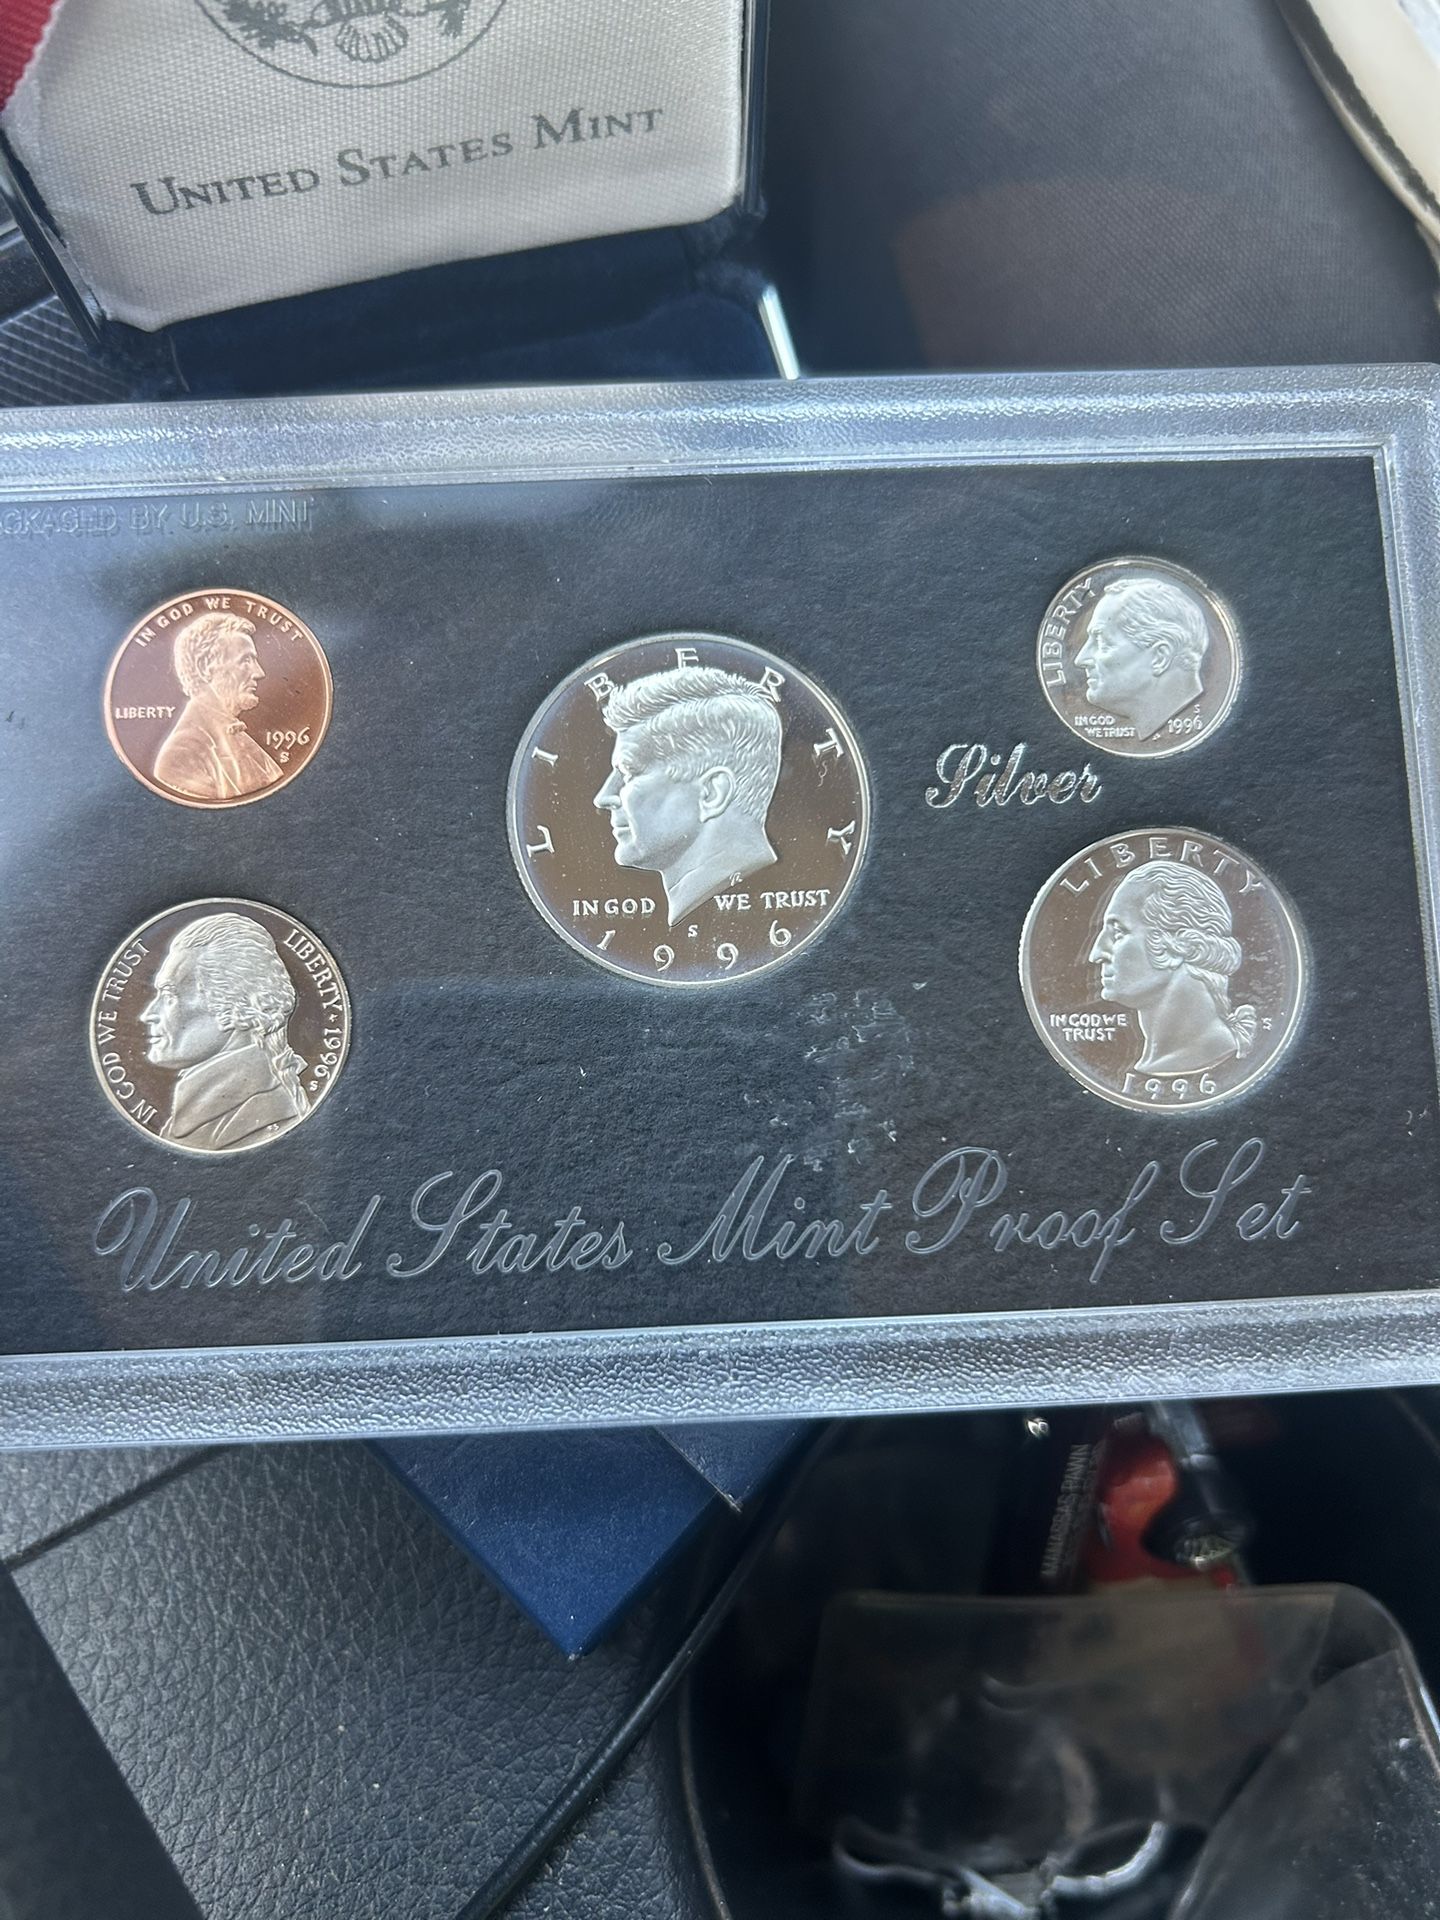 UNITED STATES MINT
PACKAGED BY U.S. MINT
IN GOD WE TRUST
LIBERTY
1996
S
LIBERTY
IN GOD WE TRUST
1996
S
LIBERTY
IN GOD
WE TRUST
S
1996
Silver
IN GOD WE TRUST
LIBERTY 1996
S
FS
LIBERTY
IN GOD WE
TRUST
S
1996
United States Mint Proof Set